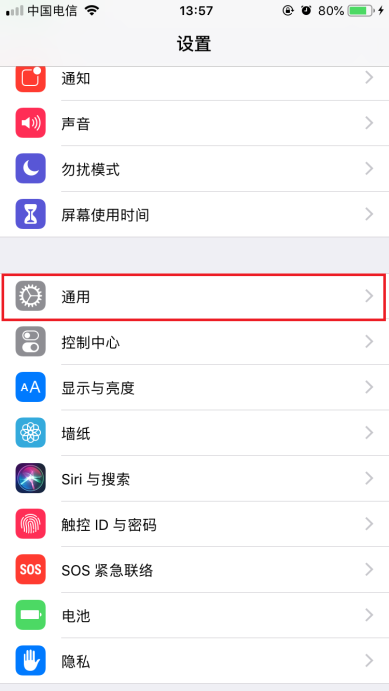 中国电信 13:57 80%
设置
通知
声音
勿扰模式
屏幕使用时间
通用
控制中心
AA 显示与亮度
墙纸
Siri 与搜索
触控 ID 与密码
SOS SOS 紧急联络
电池
隐私